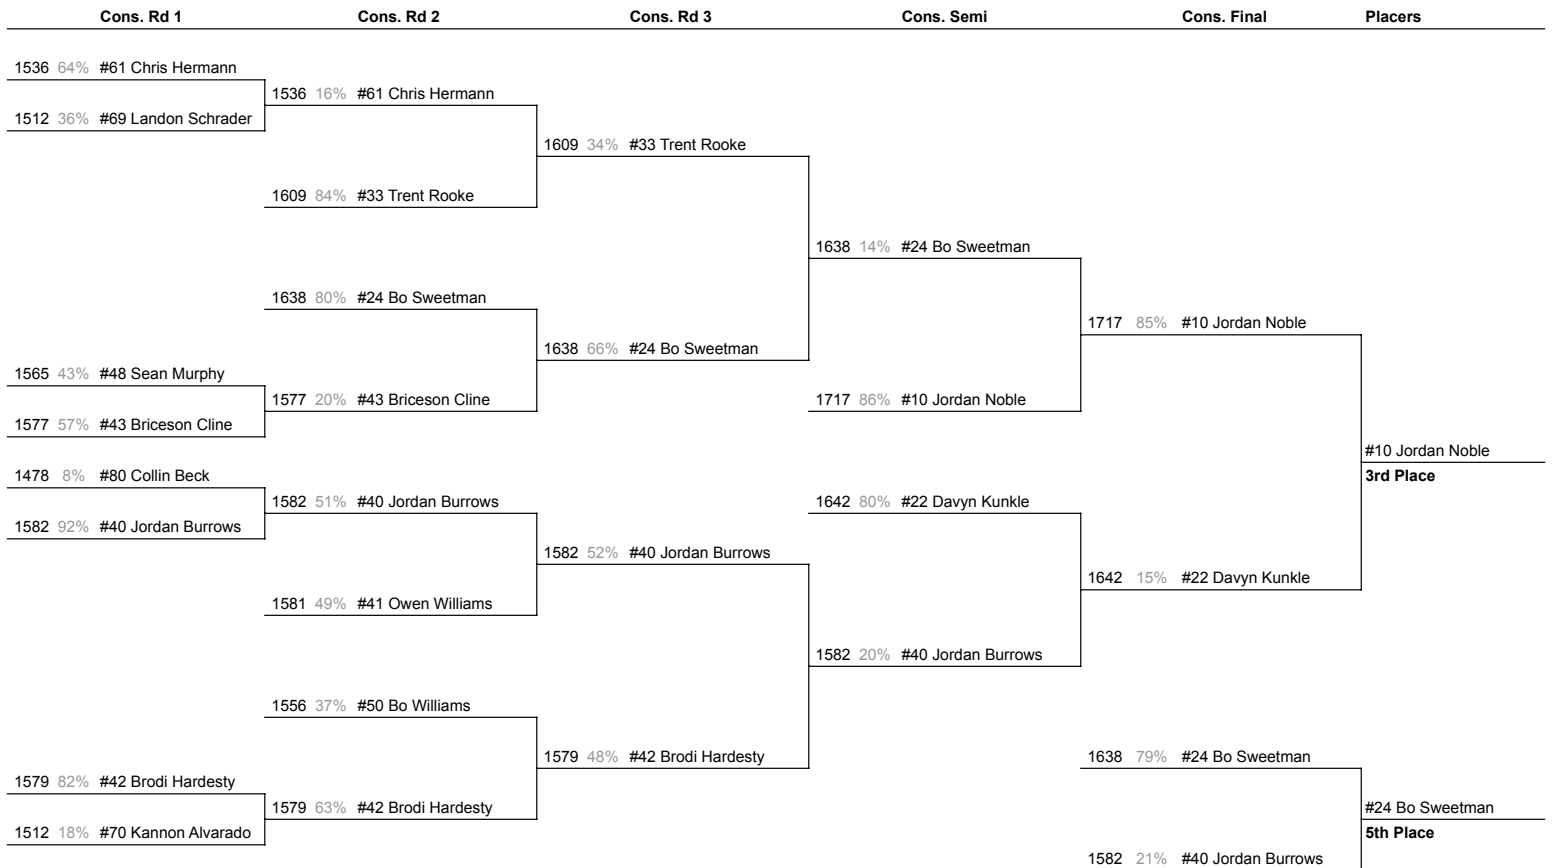 Cons. Rd 1 Cons. Rd 2 Cons. Rd 3 Cons. Semi Cons. Final Placers
1536 64% #61 Chris Hermann
1536 16% #61 Chris Hermann
1512 36% #69 Landon Schrader
1609 34% #33 Trent Rooke
1609 84% #33 Trent Rooke
1638 14% #24 Bo Sweetman
1638 80% #24 Bo Sweetman
1717 85% #10 Jordan Noble
1638 66% #24 Bo Sweetman
1565 43% #48 Sean Murphy
1577 20% #43 Briceson Cline
1717 86% #10 Jordan Noble
1577 57% #43 Briceson Cline
#10 Jordan Noble
1478 8% #80 Collin Beck
3rd Place
1582 51% #40 Jordan Burrows
1642 80% #22 Davyn Kunkle
1582 92% #40 Jordan Burrows
1582 52% #40 Jordan Burrows
1642 15% #22 Davyn Kunkle
1581 49% #41 Owen Williams
1582 20% #40 Jordan Burrows
1556 37% #50 Bo Williams
1579 48% #42 Brodi Hardesty
1638 79% #24 Bo Sweetman
1579 82% #42 Brodi Hardesty
1579 63% #42 Brodi Hardesty
#24 Bo Sweetman
1512 18% #70 Kannon Alvarado
5th Place
1582 21% #40 Jordan Burrows